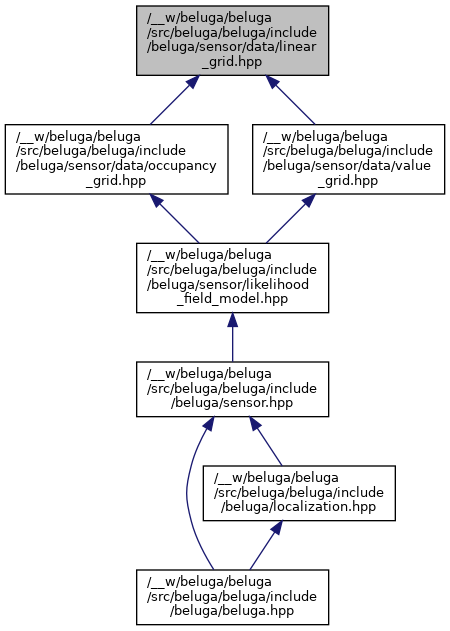 /__w/beluga/beluga
/src/beluga/beluga/include
/beluga/sensor/data/linear
_grid.hpp
/__w/beluga/beluga
/src/beluga/beluga/include
/beluga/sensor/data/occupancy
_grid.hpp
/__w/beluga/beluga
/src/beluga/beluga/include
/beluga/sensor/data/value
_grid.hpp
/__w/beluga/beluga
/src/beluga/beluga/include
/beluga/sensor/likelihood
_field_model.hpp
/__w/beluga/beluga
/src/beluga/beluga/include
/beluga/sensor.hpp
/__w/beluga/beluga
/src/beluga/beluga/include
/beluga/localization.hpp
/__w/beluga/beluga
/src/beluga/beluga/include
/beluga/beluga.hpp